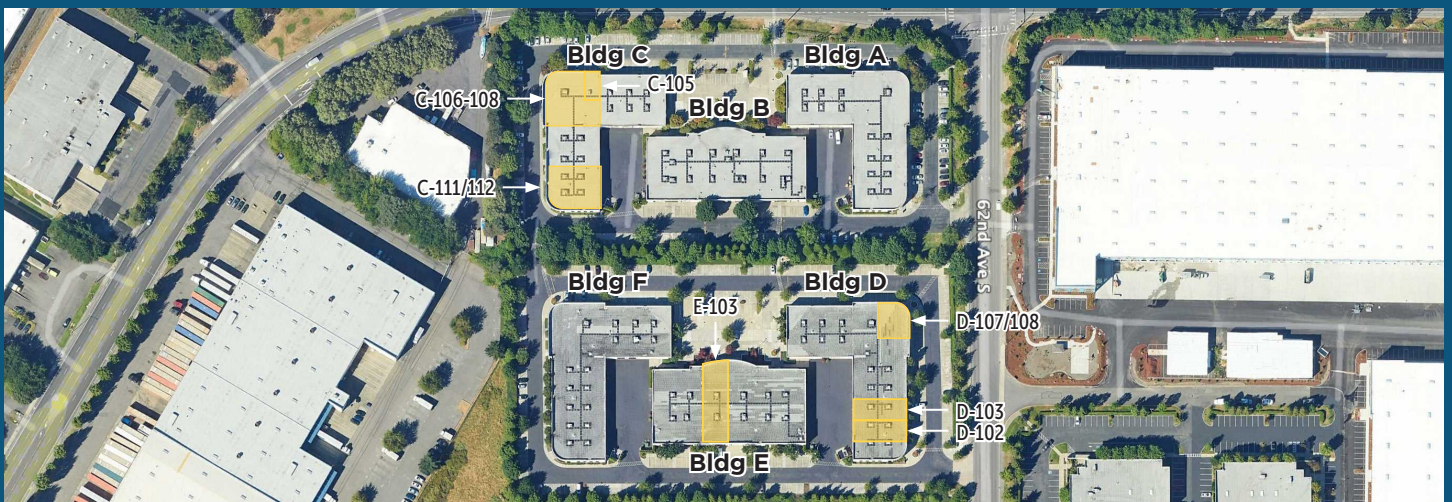 Bldg C
Bldg A
C-105
C-106-108
Bldg B
C-111/112
62nd Ave S
Bldg F
Bldg D
E-103
D-107/108
D-103
D-102
Bldg E